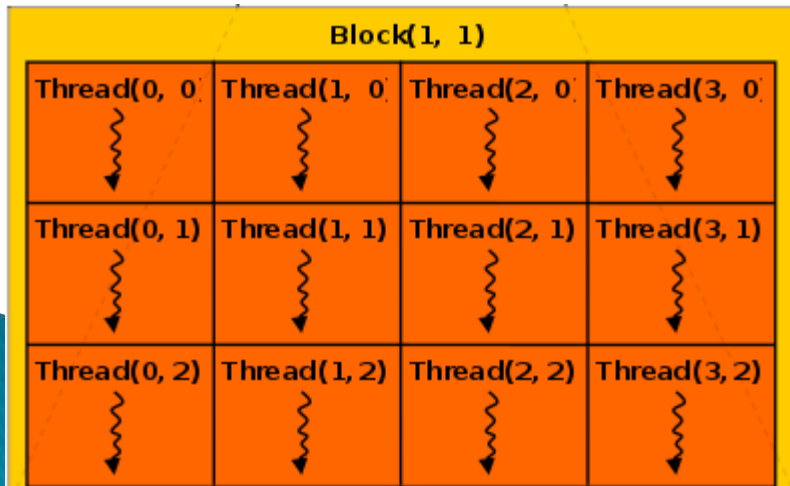 Block(1, 1)
Thread(0, 0) Thread(1, 0) Thread(2, 0) Thread(3, 0)
Thread(0, 1) Thread(1, 1) Thread(2, 1) Thread(3, 1)
Thread(0, 2) Thread(1, 2) Thread(2, 2) Thread(3, 2)